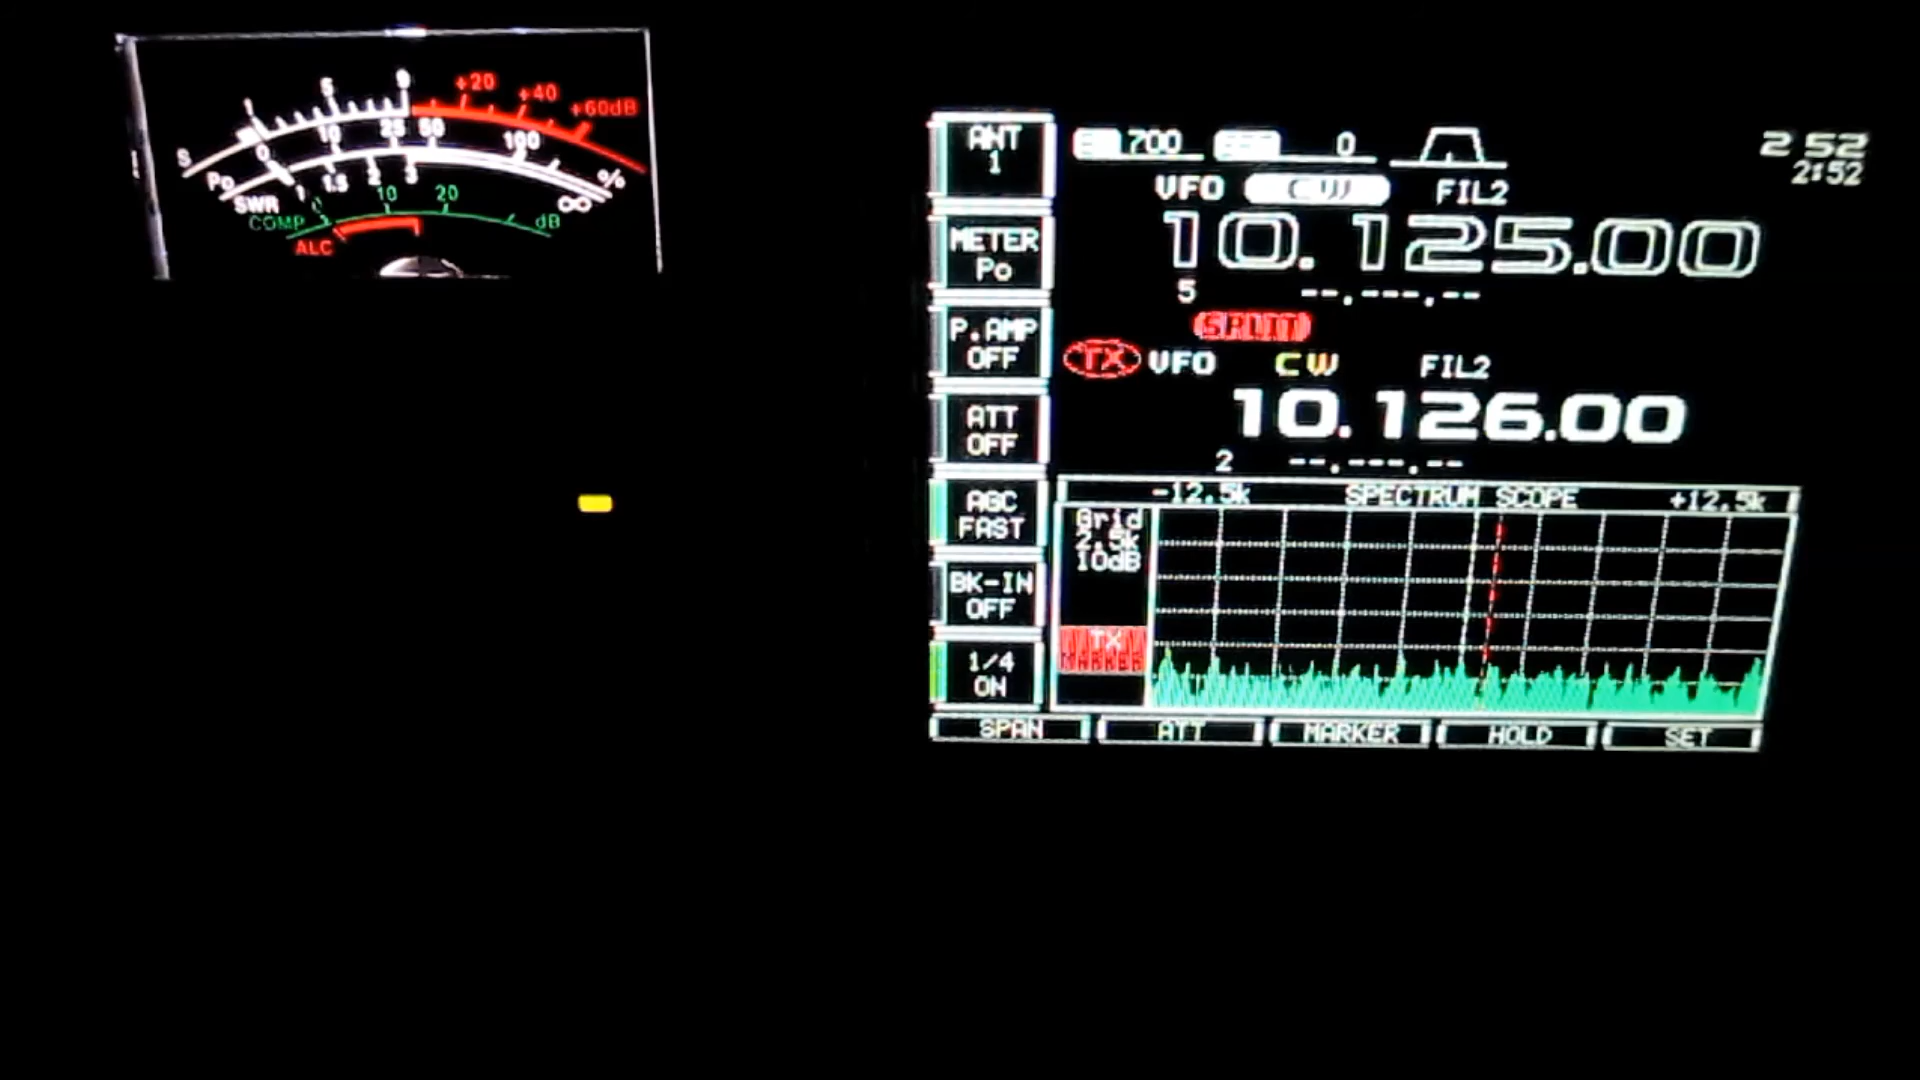 1 5 9 +20 +40 +60dB
S
0 10 25 50 100 %
Po
1 1.5 2 3 ∞
SWR
0 10 20 dB
COMP
ALC
ANT
1
METER
Po
P.AMP
OFF
ATT
OFF
AGC
FAST
BK-IN
OFF
1/4
ON
700 0
2 52
2:52
VFO CW FIL2
10.125.00
5 --.---.--
SPLIT
TX VFO CW FIL2
10.126.00
2 --.---.--
-12.5k SPECTRUM SCOPE +12.5k
Grid
2.5k
10dB
TX
MARKER
SPAN ATT MARKER HOLD SET